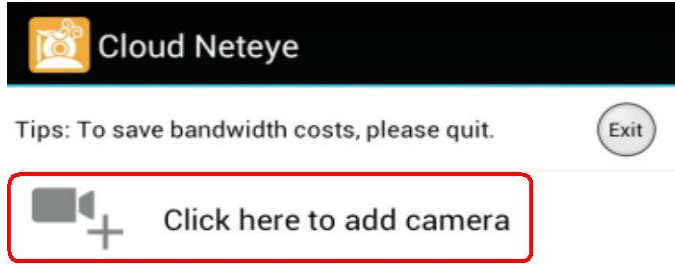 Cloud Neteye
Tips: To save bandwidth costs, please quit.
Exit
Click here to add camera